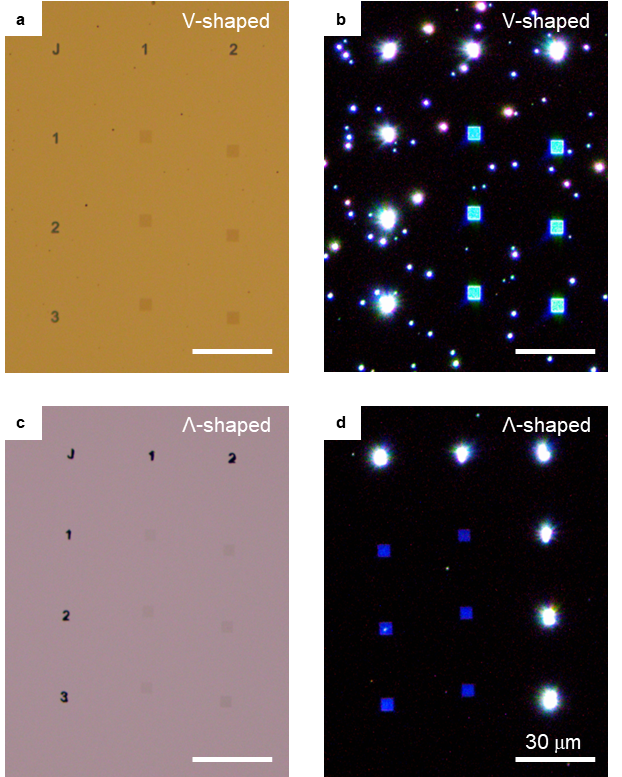 a V-shaped
J 1 2
1
2
3
b V-shaped
c Λ-shaped
J 1 2
1
2
3
d Λ-shaped
30 μm